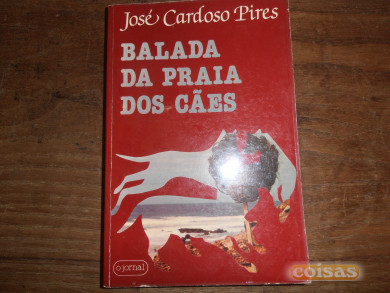 José Cardoso Pires
BALADA
DA PRAIA
DOS CÃES
o jornal
coisas